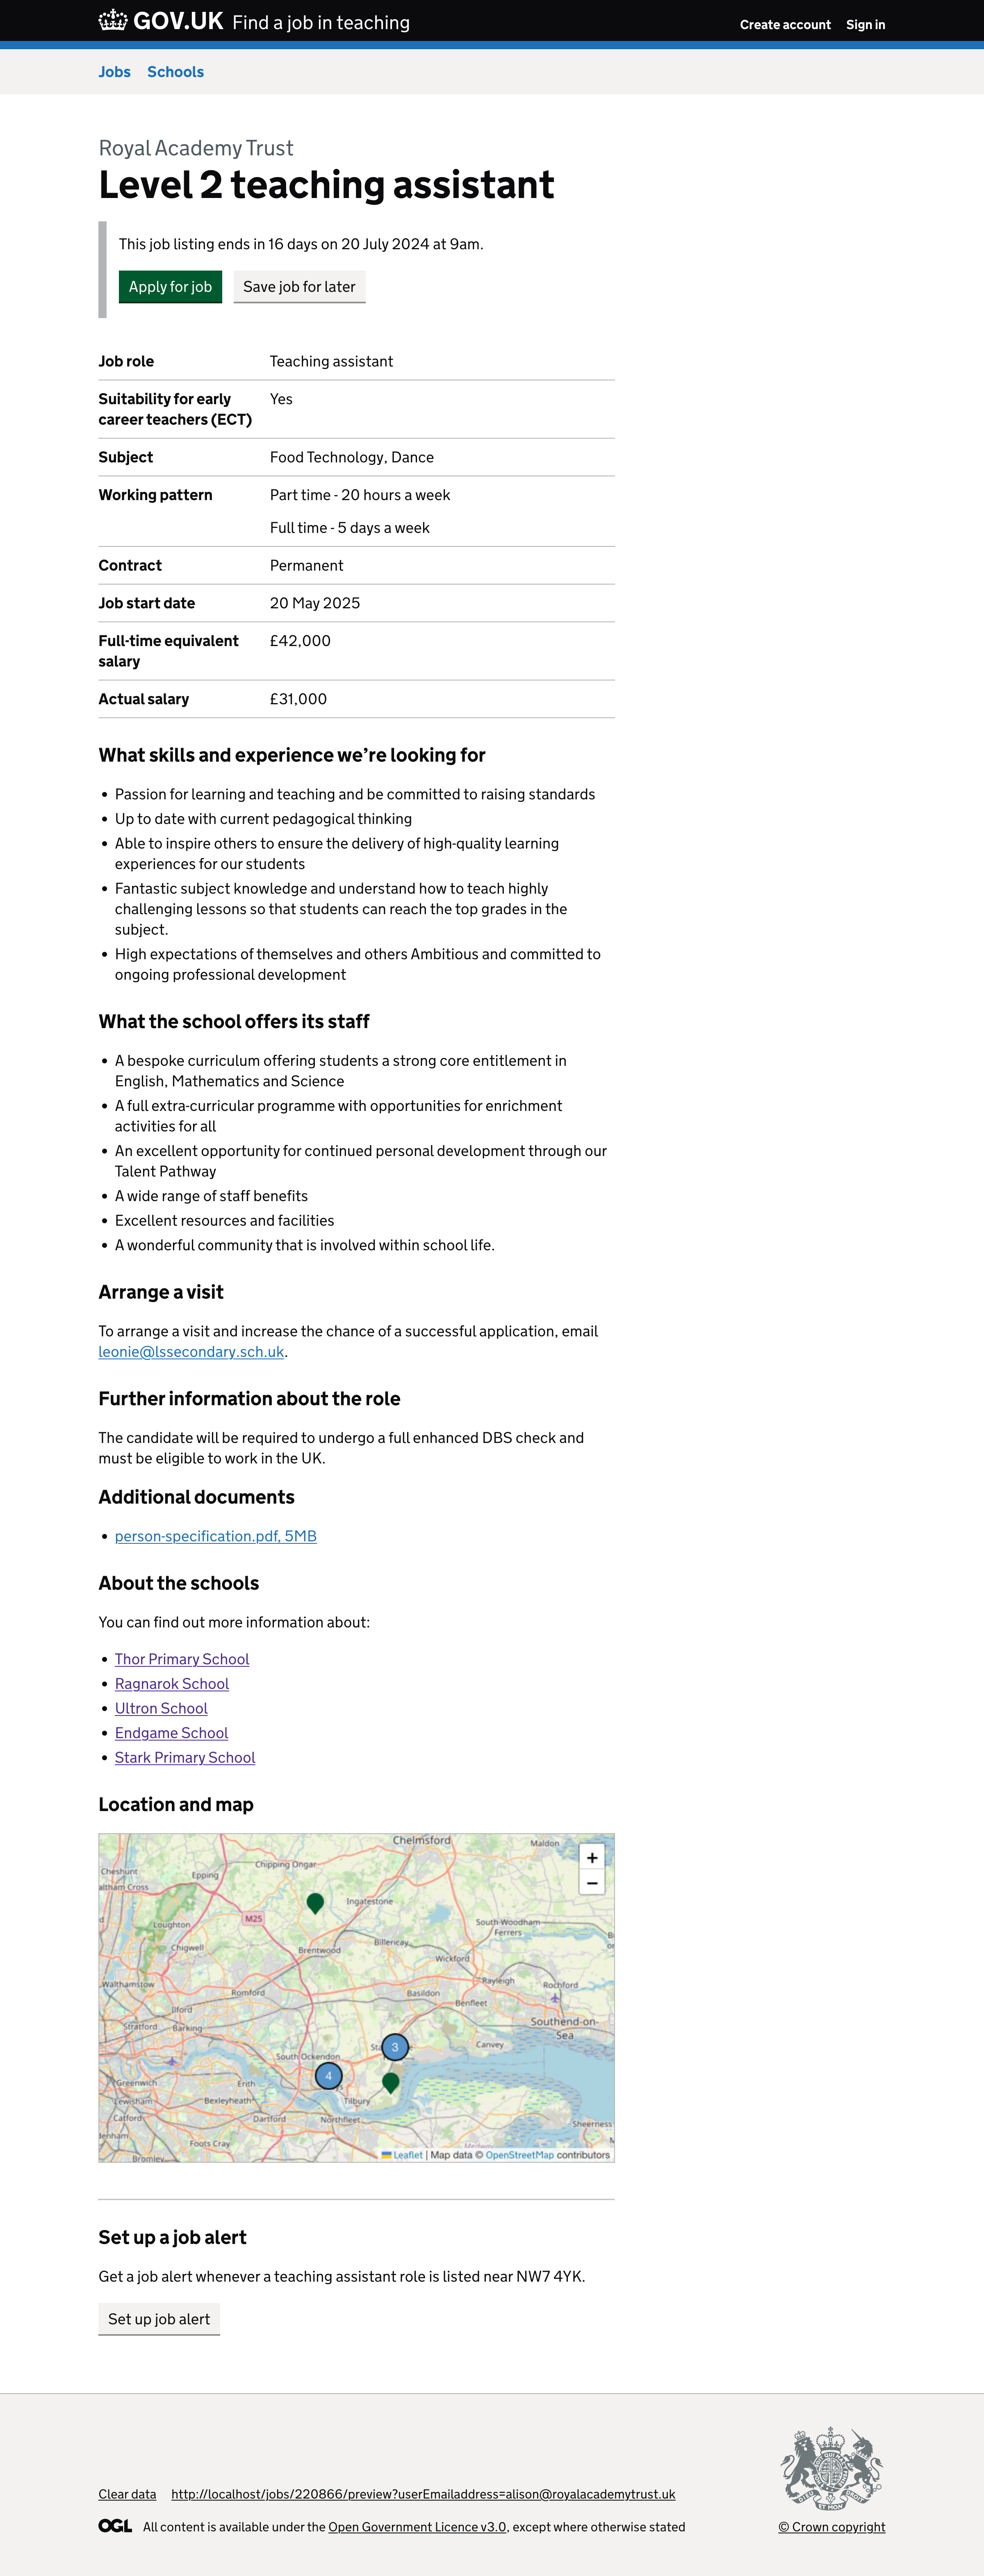 GOV.UK Find a job in teaching
Create account Sign in
Jobs Schools
Royal Academy Trust
Level 2 teaching assistant
This job listing ends in 16 days on 20 July 2024 at 9am.
Apply for job Save job for later
Job role Teaching assistant
Suitability for early Yes
career teachers (ECT)
Subject Food Technology, Dance
Working pattern Part time - 20 hours a week
Full time - 5 days a week
Contract Permanent
Job start date 20 May 2025
Full-time equivalent £42,000
salary
Actual salary £31,000
What skills and experience we’re looking for
• Passion for learning and teaching and be committed to raising standards
• Up to date with current pedagogical thinking
• Able to inspire others to ensure the delivery of high-quality learning
experiences for our students
• Fantastic subject knowledge and understand how to teach highly
challenging lessons so that students can reach the top grades in the
subject.
• High expectations of themselves and others Ambitious and committed to
ongoing professional development
What the school offers its staff
• A bespoke curriculum offering students a strong core entitlement in
English, Mathematics and Science
• A full extra-curricular programme with opportunities for enrichment
activities for all
• An excellent opportunity for continued personal development through our
Talent Pathway
• A wide range of staff benefits
• Excellent resources and facilities
• A wonderful community that is involved within school life.
Arrange a visit
To arrange a visit and increase the chance of a successful application, email
leonie@lssecondary.sch.uk.
Further information about the role
The candidate will be required to undergo a full enhanced DBS check and
must be eligible to work in the UK.
Additional documents
• person-specification.pdf, 5MB
About the schools
You can find out more information about:
• Thor Primary School
• Ragnarok School
• Ultron School
• Endgame School
• Stark Primary School
Location and map
Chelmsford
Maldon
+
Chipping Ongar
Cheshunt
Epping
altham Cross
−
Ingatestone
M25
South Woodham
Ferrers
Loughton
Billericay
Chigwell
Brentwood
Wickford
Rayleigh
Rochford
Walthamstow
Romford
Basildon
Benfleet
Ilford
Southend-on-
Sea
Stratford
Barking
Canvey
3
South Ockendon
4
Greenwich
Erith
Lewisham
Bexleyheath
Tilbury
Catford
Dartford
Northfleet
Sheerness
Foots Cray
Bromley
Leaflet | Map data © OpenStreetMap contributors
Set up a job alert
Get a job alert whenever a teaching assistant role is listed near NW7 4YK.
Set up job alert
Clear data http://localhost/jobs/220866/preview?userEmailaddress=alison@royalacademytrust.uk
OGL All content is available under the Open Government Licence v3.0, except where otherwise stated
© Crown copyright